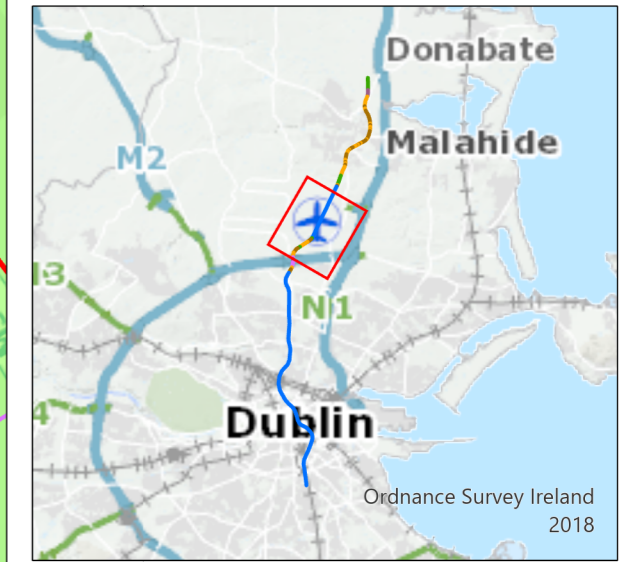 Donabate
Malahide
M2
N1
Dublin
Ordnance Survey Ireland
2018